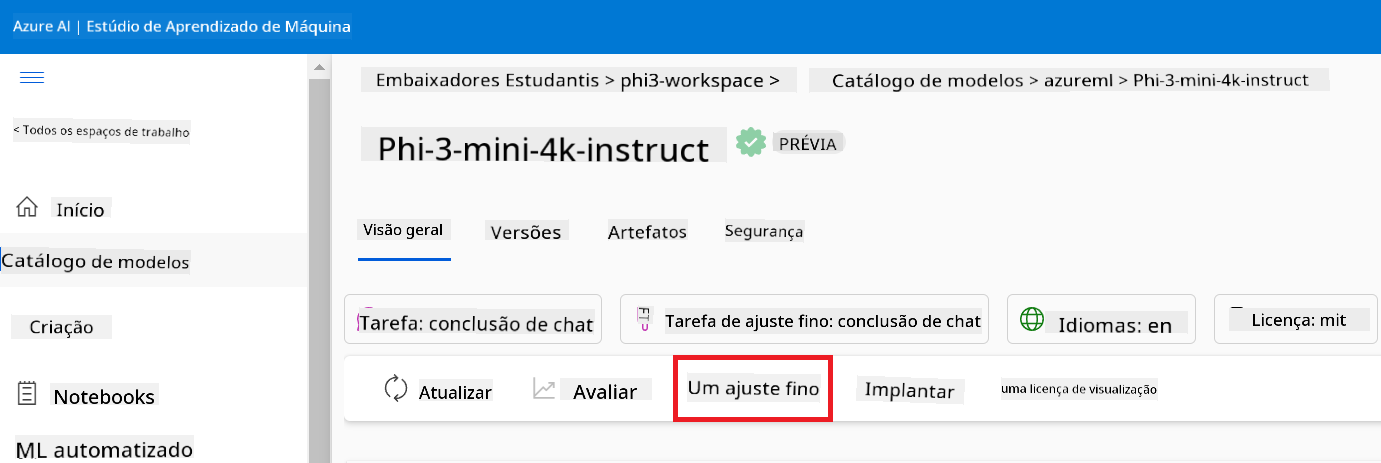 Azure AI | Estúdio de Aprendizado de Máquina
< Todos os espaços de trabalho
Início
Catálogo de modelos
Criação
Notebooks
ML automatizado
Embaixadores Estudantis > phi3-workspace > Catálogo de modelos > azureml > Phi-3-mini-4k-instruct
Phi-3-mini-4k-instruct PRÉVIA
Visão geral Versões Artefatos Segurança
Tarefa: conclusão de chat FT Tarefa de ajuste fino: conclusão de chat Idiomas: en Licença: mit
Atualizar Avaliar Um ajuste fino Implantar uma licença de visualização